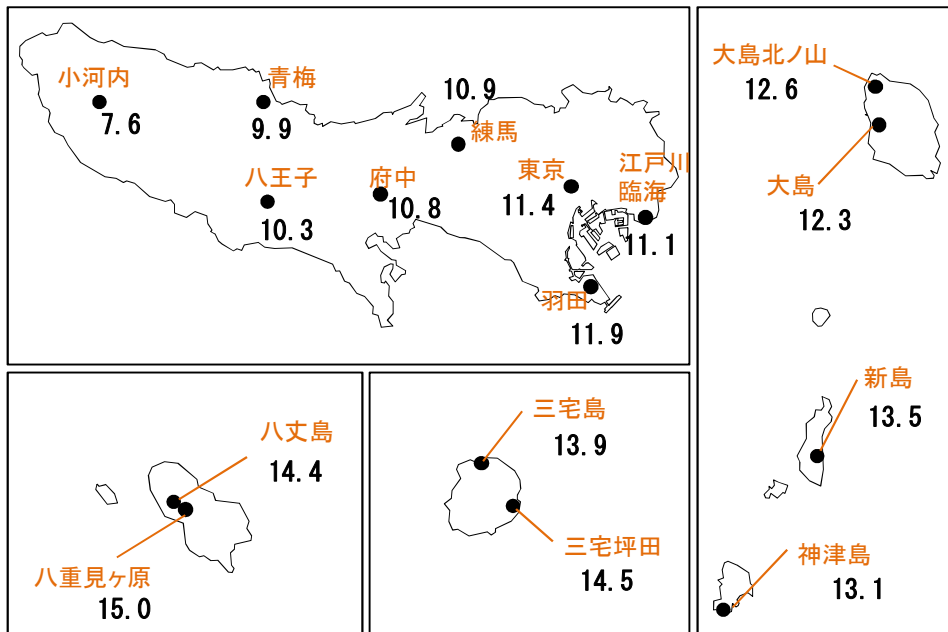 小河内
7.6
青梅
9.9
10.9
練馬
八王子
10.3
府中
10.8
東京
11.4
江戸川
臨海
11.1
羽田
11.9
大島北ノ山
12.6
大島
12.3
新島
13.5
神津島
13.1
八丈島
14.4
八重見ヶ原
15.0
三宅島
13.9
三宅坪田
14.5